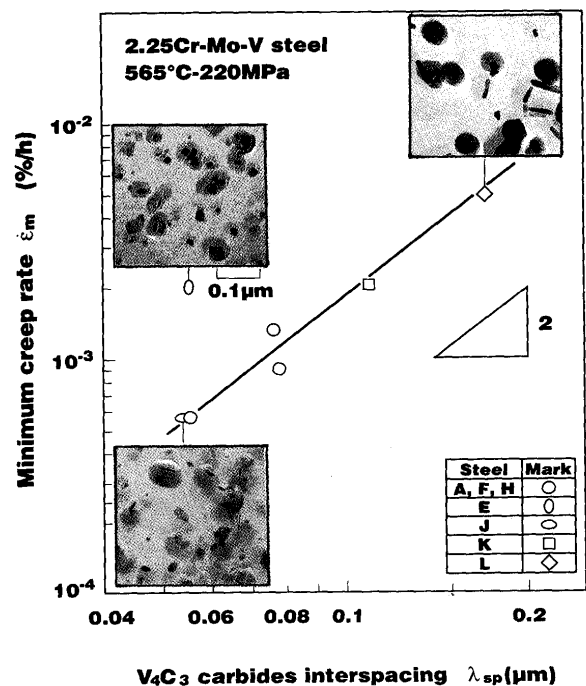 2.25Cr-Mo-V steel
565°C-220MPa
Minimum creep rate ε̇m (%/h)
10-2
10-3
10-4
0.1μm
2
Steel Mark
A, F, H
E
J
K
L
0.04 0.06 0.08 0.1 0.2
V4C3 carbides interspacing λsp(μm)